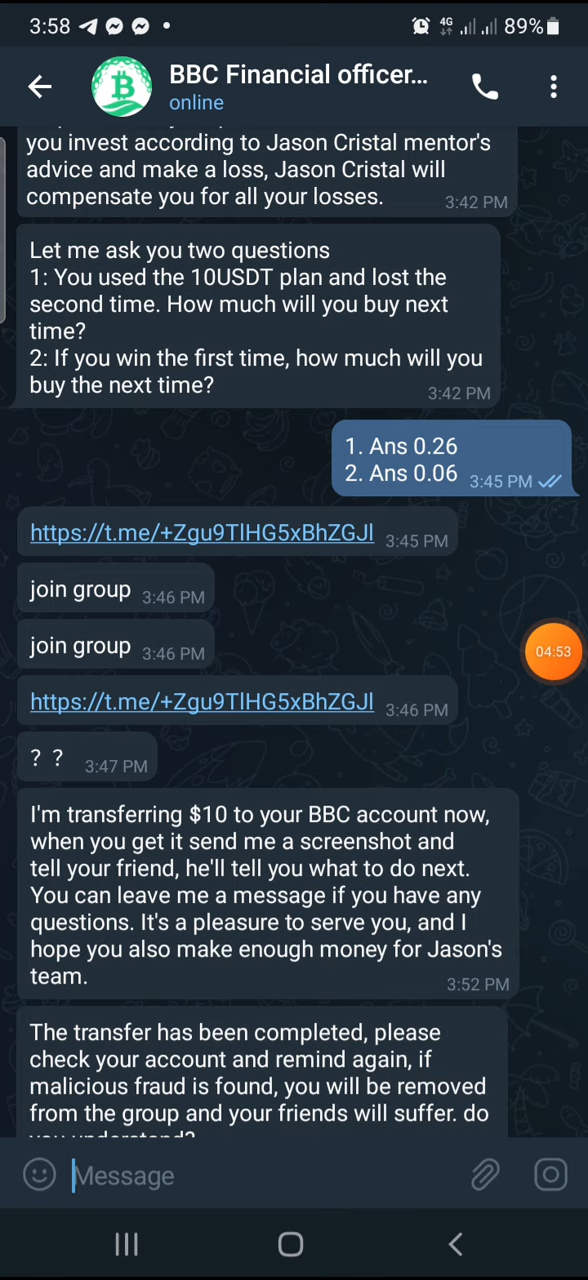 3:58
4G
89%
BBC Financial officer...
online
you invest according to Jason Cristal mentor's
advice and make a loss, Jason Cristal will
compensate you for all your losses.
3:42 PM
Let me ask you two questions
1: You used the 10USDT plan and lost the
second time. How much will you buy next
time?
2: If you win the first time, how much will you
buy the next time?
3:42 PM
1. Ans 0.26
2. Ans 0.06
3:45 PM
https://t.me/+Zgu9TlHG5xBhZGJl
3:45 PM
join group
3:46 PM
join group
3:46 PM
04:53
https://t.me/+Zgu9TlHG5xBhZGJl
3:46 PM
? ?
3:47 PM
I'm transferring $10 to your BBC account now,
when you get it send me a screenshot and
tell your friend, he'll tell you what to do next.
You can leave me a message if you have any
questions. It's a pleasure to serve you, and I
hope you also make enough money for Jason's
team.
3:52 PM
The transfer has been completed, please
check your account and remind again, if
malicious fraud is found, you will be removed
from the group and your friends will suffer. do
you understand?
Message